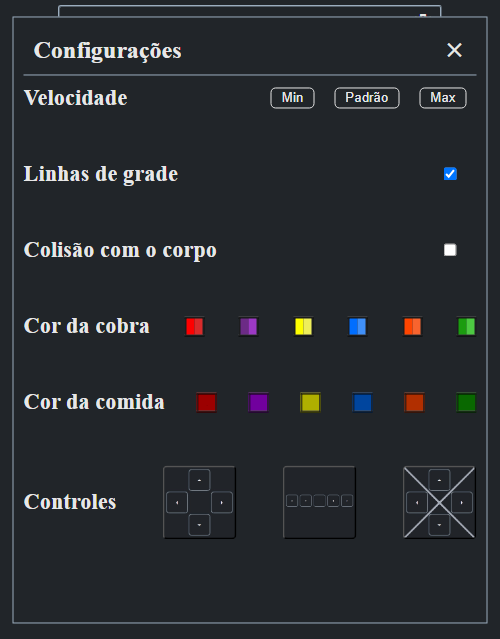 Configurações ✕
Velocidade Min Padrão Max
Linhas de grade
Colisão com o corpo
Cor da cobra
Cor da comida
Controles